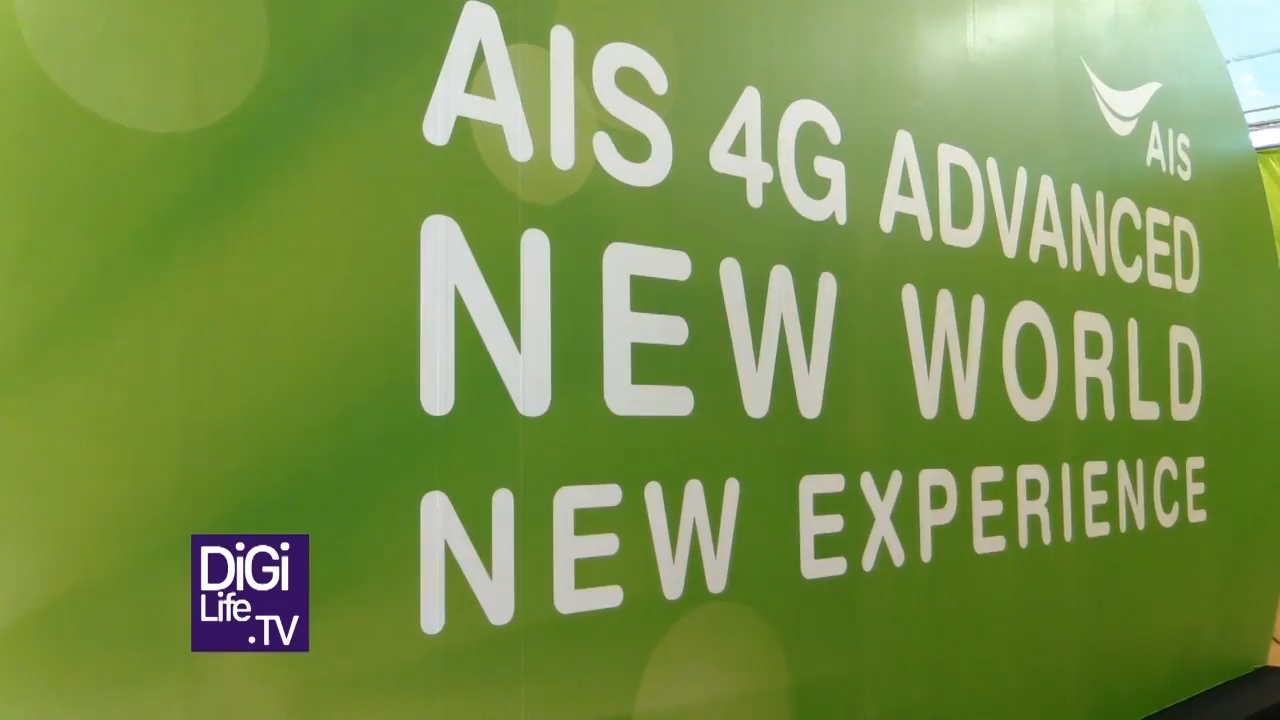 AIS
AIS 4G ADVANCED
NEW WORLD
NEW EXPERIENCE
DiGi
Life
.TV